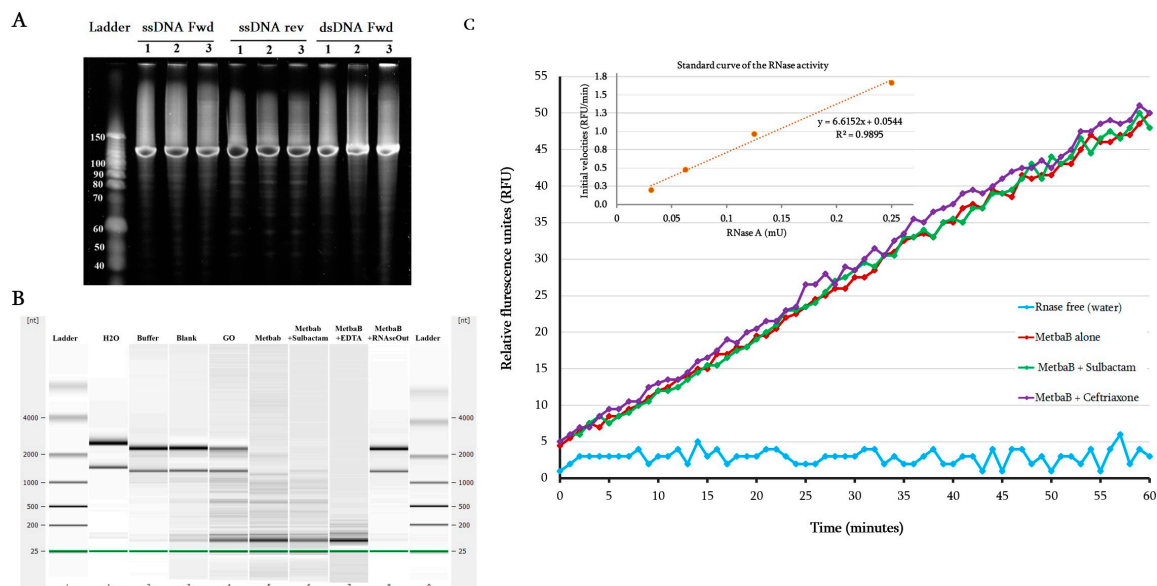 A
Ladder ssDNA Fwd ssDNA rev dsDNA Fwd
1 2 3 1 2 3 1 2 3
150
100
90
80
70
60
50
40
B
[nt] [nt]
Ladder H2O Buffer Blank GO Metbab Metbab +Sulbactam MetbaB +EDTA MetbaB +RNAseOut Ladder
4000 4000
2000 2000
1000 1000
500 500
200 200
25 25
C
Standard curve of the RNase activity
Initial velocities (RFU/min)
1.8
1.5
1.3
1.0
0.8
0.5
0.3
0.0
y = 6.6152x + 0.0544
R² = 0.9895
0 0.05 0.1 0.15 0.2 0.25
RNase A (mU)
Relative flurescence unites (RFU)
55
50
45
40
35
30
25
20
15
10
5
0
Rnase free (water)
MetbaB alone
MetbaB + Sulbactam
MetbaB + Ceftriaxone
0 5 10 15 20 25 30 35 40 45 50 55 60
Time (minutes)